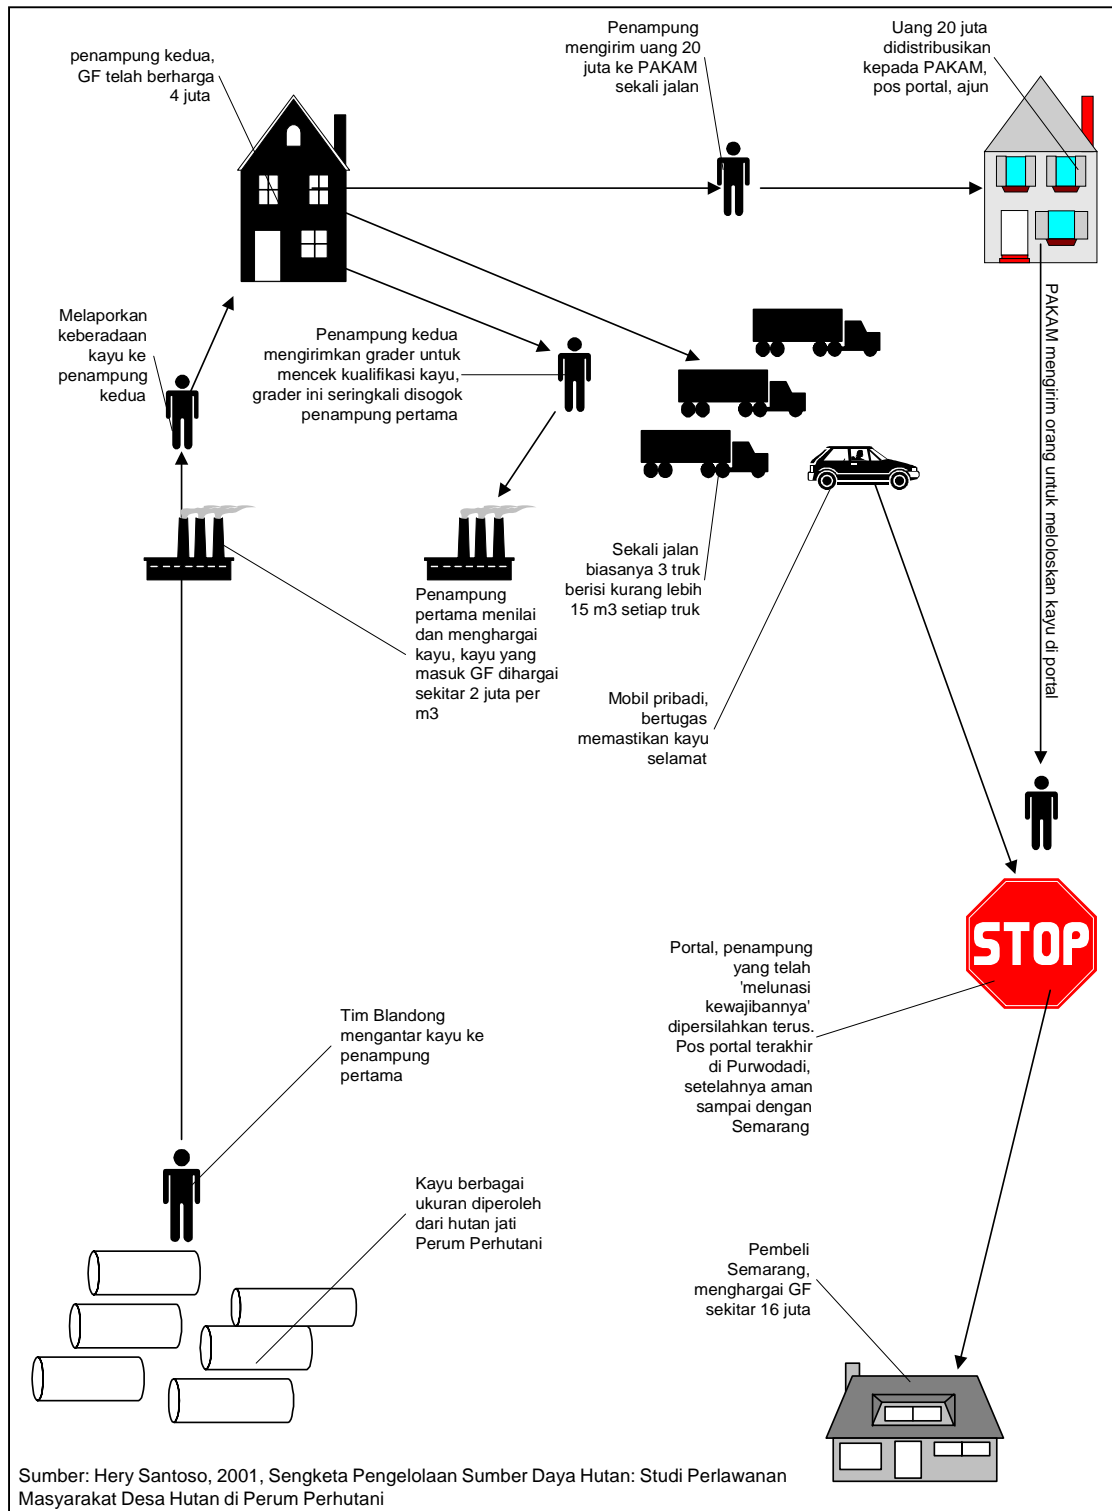 penampung kedua,
GF telah berharga
4 juta
Penampung
mengirim uang 20
juta ke PAKAM
sekali jalan
Uang 20 juta
didistribusikan
kepada PAKAM,
pos portal, ajun
Melaporkan
keberadaan
kayu ke
penampung
kedua
Penampung kedua
mengirimkan grader untuk
mencek kualifikasi kayu,
grader ini seringkali disogok
penampung pertama
PAKAM mengirim orang untuk meloloskan kayu di portal
Sekali jalan
biasanya 3 truk
berisi kurang lebih
15 m3 setiap truk
Penampung
pertama menilai
dan menghargai
kayu, kayu yang
masuk GF dihargai
sekitar 2 juta per
m3
Mobil pribadi,
bertugas
memastikan kayu
selamat
STOP
Portal, penampung
yang telah
'melunasi
kewajibannya'
dipersilahkan terus.
Pos portal terakhir
di Purwodadi,
setelahnya aman
sampai dengan
Semarang
Tim Blandong
mengantar kayu ke
penampung
pertama
Kayu berbagai
ukuran diperoleh
dari hutan jati
Perum Perhutani
Pembeli
Semarang,
menghargai GF
sekitar 16 juta
Sumber: Hery Santoso, 2001, Sengketa Pengelolaan Sumber Daya Hutan: Studi Perlawanan
Masyarakat Desa Hutan di Perum Perhutani